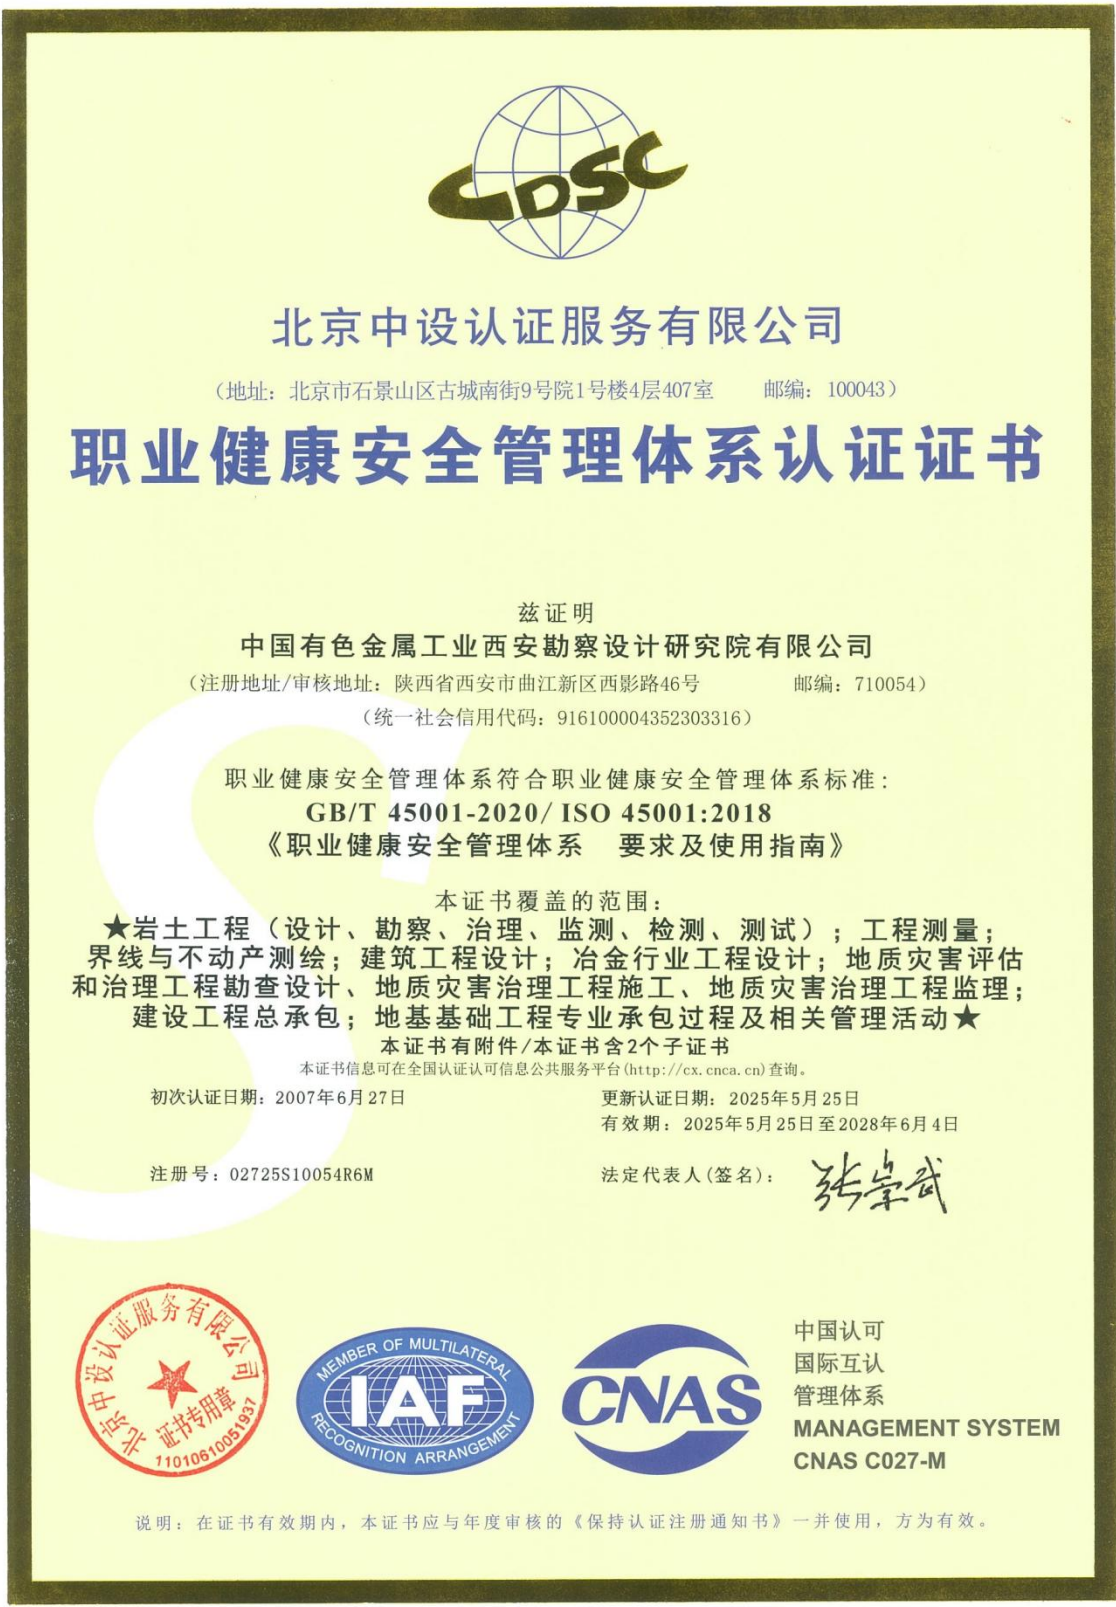 CDSC
北京中设认证服务有限公司
（地址：北京市石景山区古城南街9号院1号楼4层407室　　邮编：100043）
职业健康安全管理体系认证证书
兹证明
中国有色金属工业西安勘察设计研究院有限公司
（注册地址/审核地址：陕西省西安市曲江新区西影路46号　　邮编：710054）
（统一社会信用代码：916100004352303316）
职业健康安全管理体系符合职业健康安全管理体系标准：
GB/T 45001-2020/ ISO 45001:2018
《职业健康安全管理体系　要求及使用指南》
本证书覆盖的范围：
★岩土工程（设计、勘察、治理、监测、检测、测试）；工程测量；
界线与不动产测绘；建筑工程设计；冶金行业工程设计；地质灾害评估
和治理工程勘查设计、地质灾害治理工程施工、地质灾害治理工程监理；
建设工程总承包；地基基础工程专业承包过程及相关管理活动★
本证书有附件/本证书含2个子证书
本证书信息可在全国认证认可信息公共服务平台(http://cx.cnca.cn)查询。
初次认证日期：2007年6月27日
更新认证日期：2025年5月25日
有效期：2025年5月25日至2028年6月4日
注册号：02725S10054R6M
法定代表人(签名)：
张崇武
北京中设认证服务有限公司
证书专用章
11010610051937
MEMBER OF MULTILATERAL
IAF
RECOGNITION ARRANGEMENT
CNAS
中国认可
国际互认
管理体系
MANAGEMENT SYSTEM
CNAS C027-M
说明：在证书有效期内，本证书应与年度审核的《保持认证注册通知书》一并使用，方为有效。